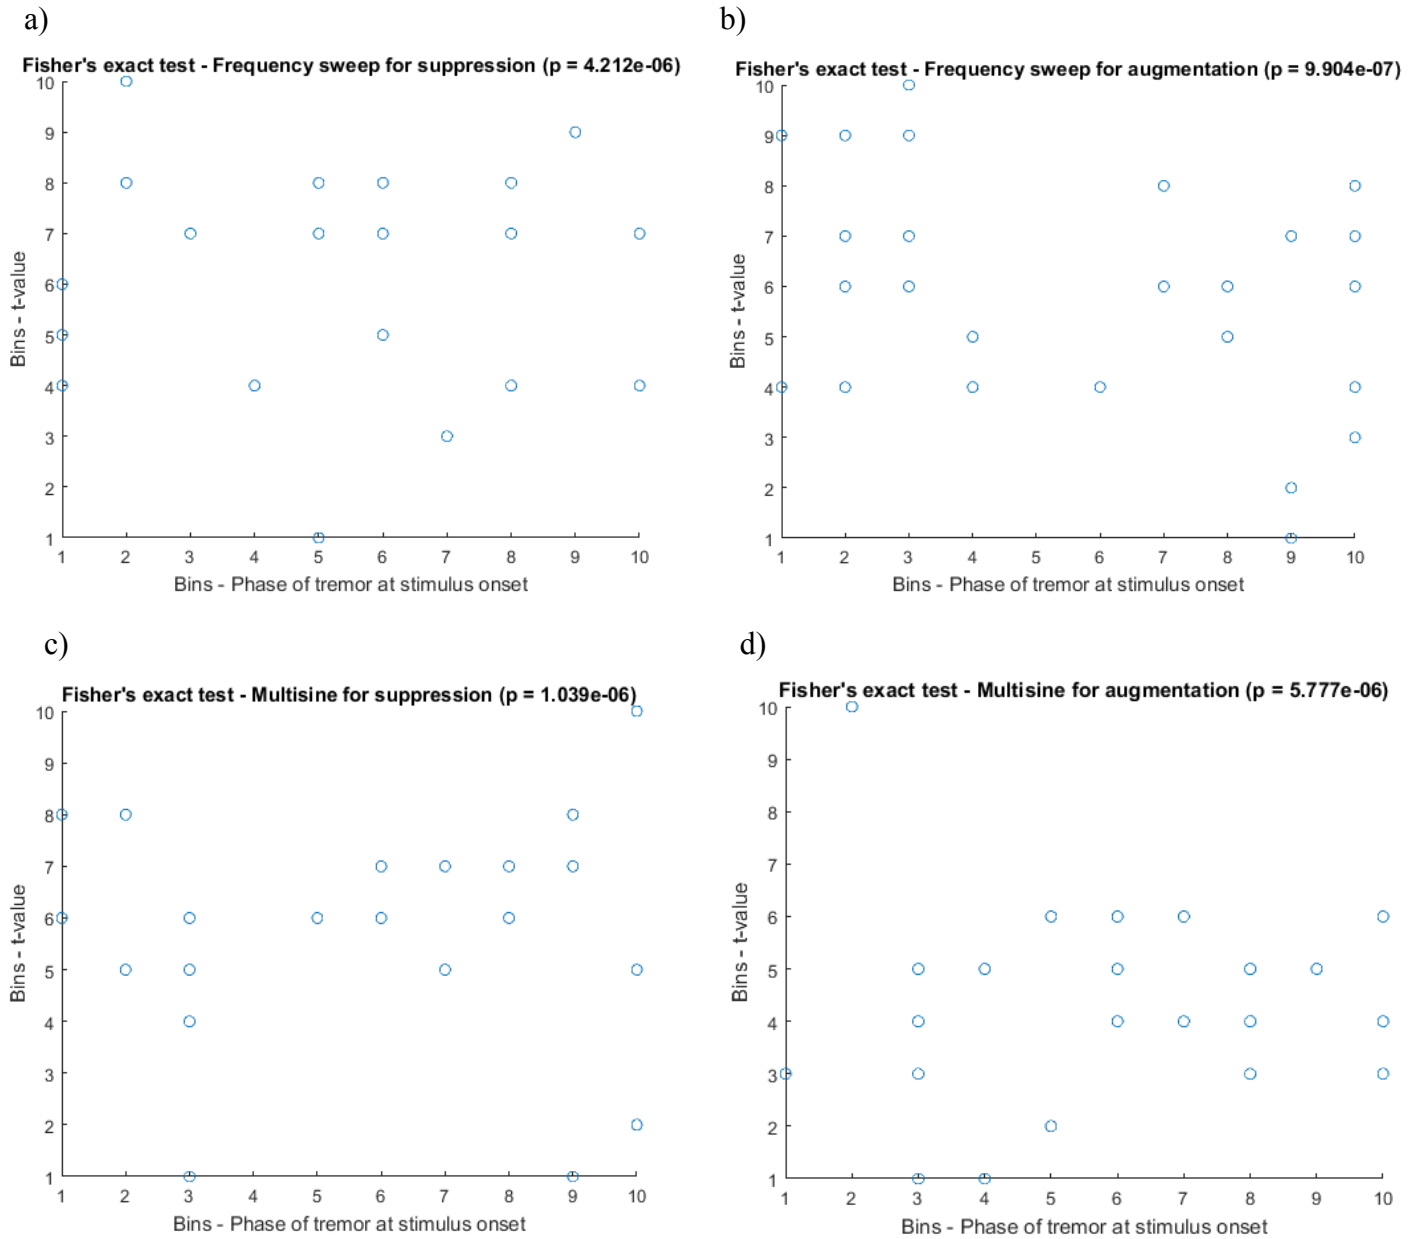 a)
Fisher's exact test - Frequency sweep for suppression (p = 4.212e-06)
10
9
8
7
6
5
4
3
2
1
Bins - t-value
1 2 3 4 5 6 7 8 9 10
Bins - Phase of tremor at stimulus onset
b)
Fisher's exact test - Frequency sweep for augmentation (p = 9.904e-07)
10
9
8
7
6
5
4
3
2
1
Bins - t-value
1 2 3 4 5 6 7 8 9 10
Bins - Phase of tremor at stimulus onset
c)
Fisher's exact test - Multisine for suppression (p = 1.039e-06)
10
9
8
7
6
5
4
3
2
1
Bins - t-value
1 2 3 4 5 6 7 8 9 10
Bins - Phase of tremor at stimulus onset
d)
Fisher's exact test - Multisine for augmentation (p = 5.777e-06)
10
9
8
7
6
5
4
3
2
1
Bins - t-value
1 2 3 4 5 6 7 8 9 10
Bins - Phase of tremor at stimulus onset